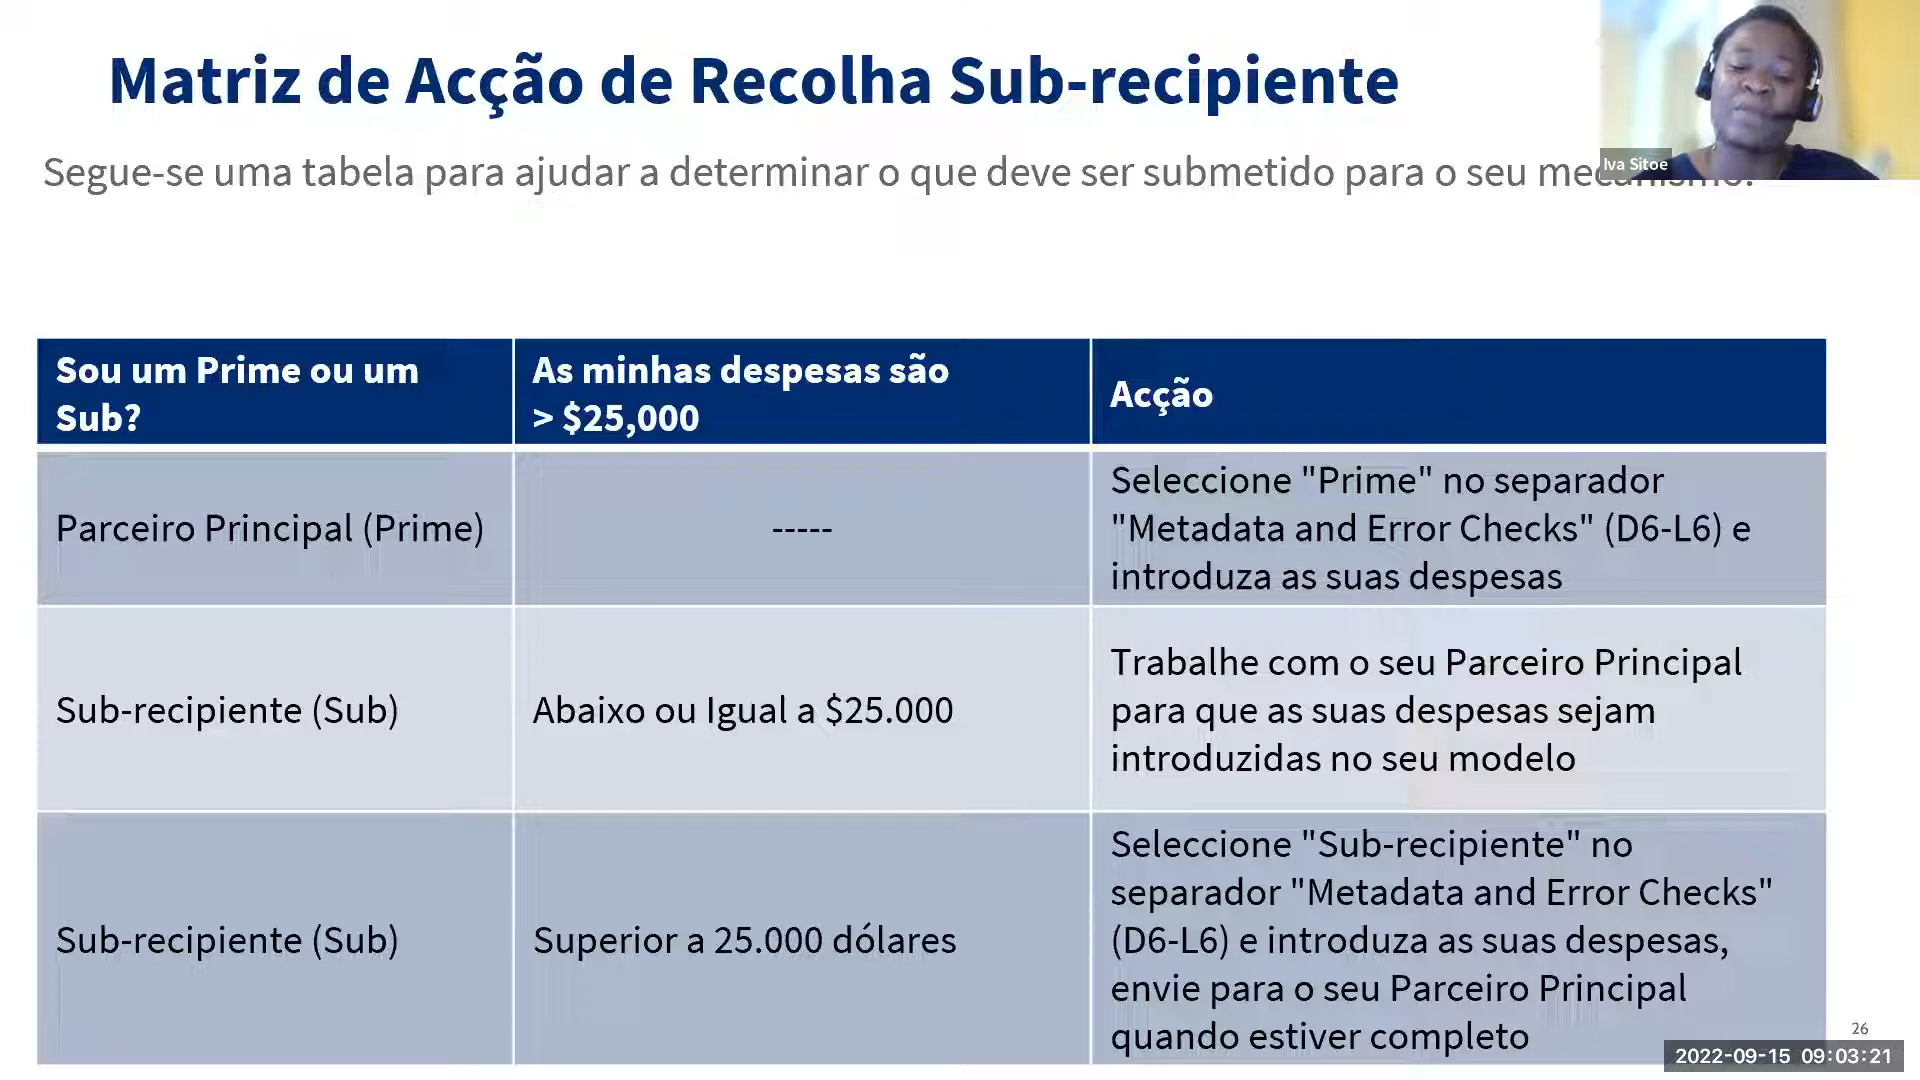 Matriz de Acção de Recolha Sub-recipiente
Iva Sitoe
Segue-se uma tabela para ajudar a determinar o que deve ser submetido para o seu
Sou um Prime ou um
Sub?
As minhas despesas são
> $25,000
Acção
Parceiro Principal (Prime)
-----
Seleccione "Prime" no separador
"Metadata and Error Checks" (D6-L6) e
introduza as suas despesas
Sub-recipiente (Sub)
Abaixo ou Igual a $25.000
Trabalhe com o seu Parceiro Principal
para que as suas despesas sejam
introduzidas no seu modelo
Sub-recipiente (Sub)
Superior a 25.000 dólares
Seleccione "Sub-recipiente" no
separador "Metadata and Error Checks"
(D6-L6) e introduza as suas despesas,
envie para o seu Parceiro Principal
quando estiver completo
26
2022-09-15 09:03:21